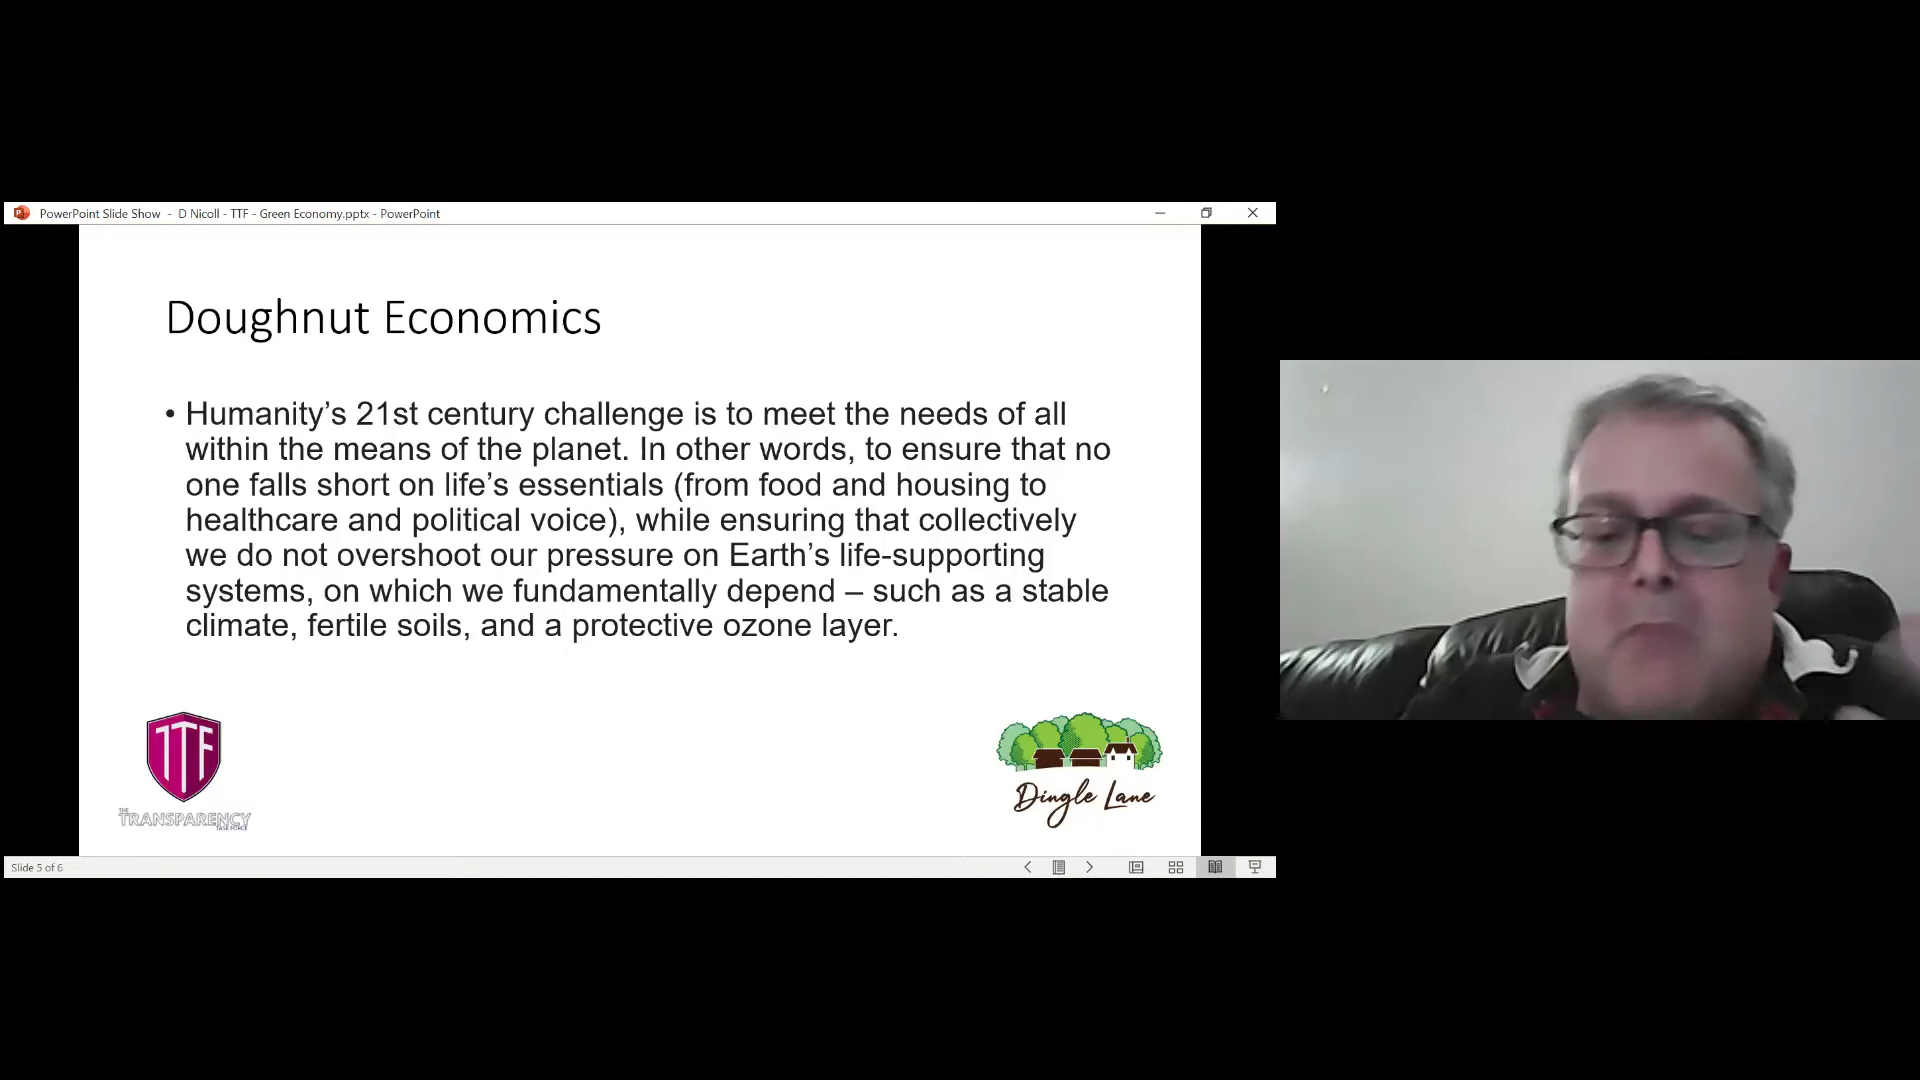 PowerPoint Slide Show - D Nicoll - TTF - Green Economy.pptx - PowerPoint
Doughnut Economics
• Humanity’s 21st century challenge is to meet the needs of all
within the means of the planet. In other words, to ensure that no
one falls short on life’s essentials (from food and housing to
healthcare and political voice), while ensuring that collectively
we do not overshoot our pressure on Earth’s life-supporting
systems, on which we fundamentally depend – such as a stable
climate, fertile soils, and a protective ozone layer.
TTF
THE
TRANSPARENCY
TASK FORCE
Dingle Lane
Slide 5 of 6